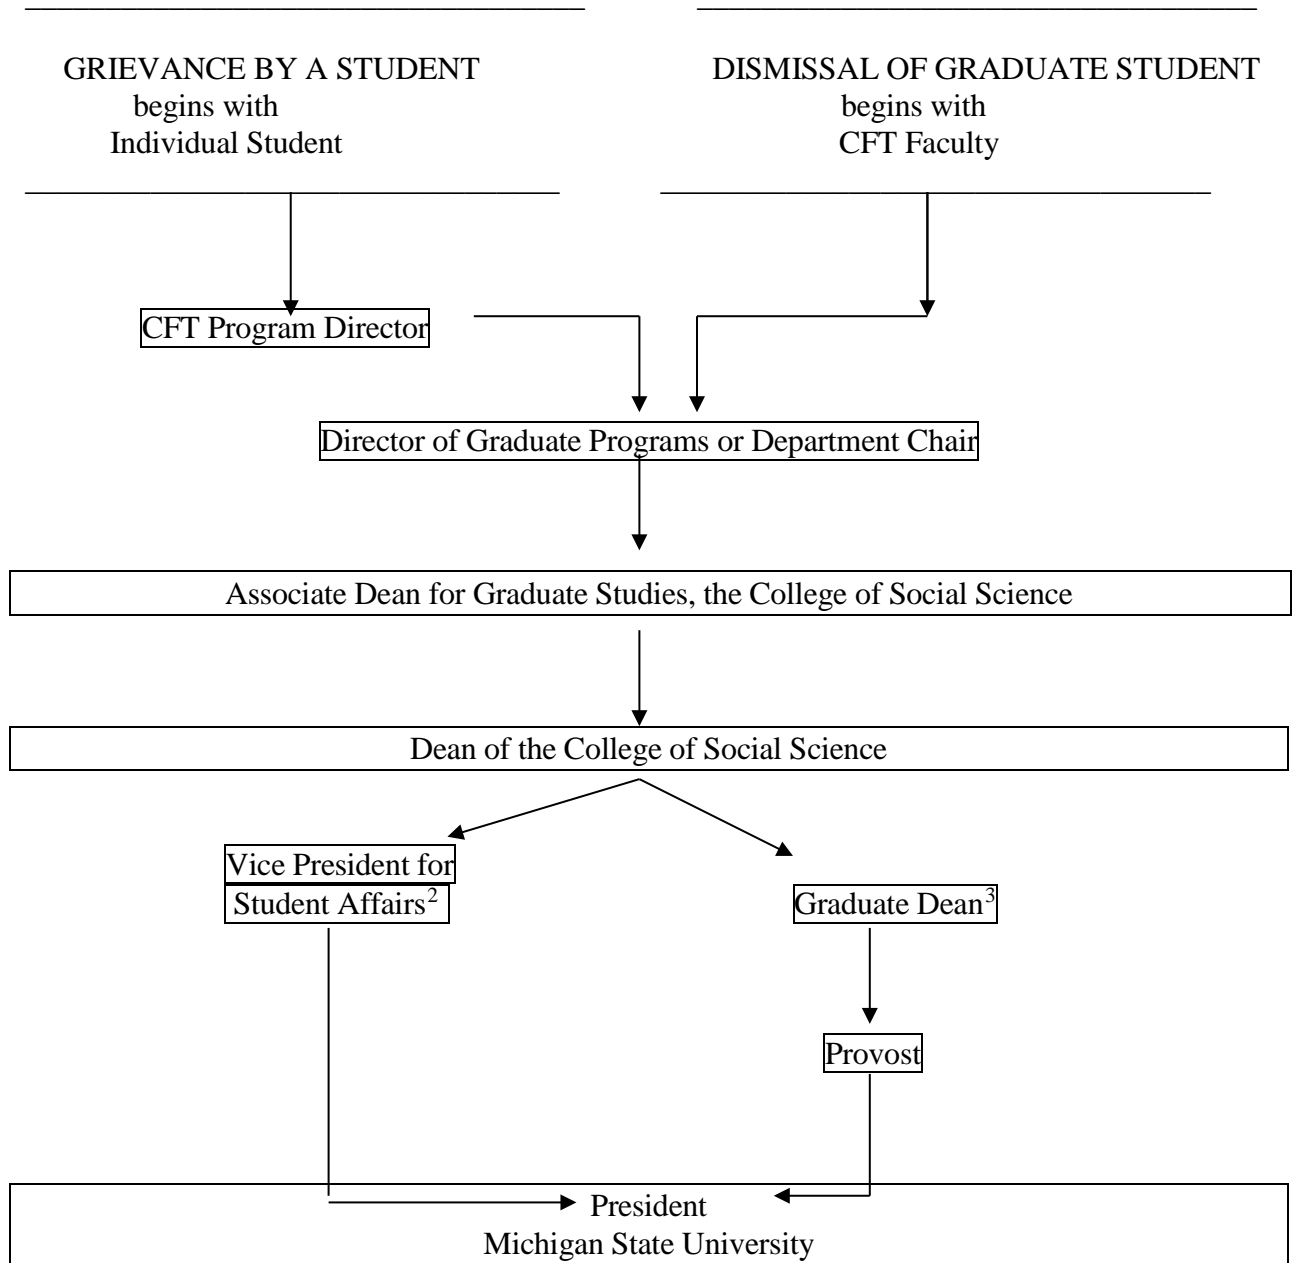 GRIEVANCE BY A STUDENT
begins with
Individual Student
DISMISSAL OF GRADUATE STUDENT
begins with
CFT Faculty
CFT Program Director
Director of Graduate Programs or Department Chair
Associate Dean for Graduate Studies, the College of Social Science
Dean of the College of Social Science
Vice President for
Student Affairs²
Graduate Dean³
Provost
President
Michigan State University